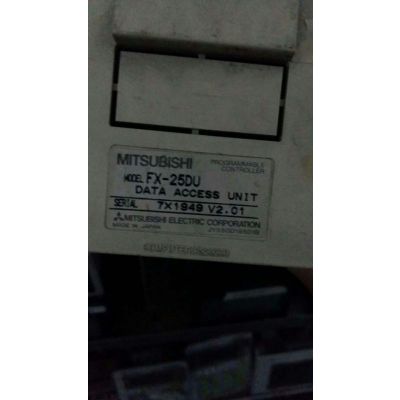 MITSUBISHI PROGRAMMABLE CONTROLLER
MODEL FX-25DU
DATA ACCESS UNIT
SERIAL 7X1949 V2.01
MITSUBISHI ELECTRIC CORPORATION
MADE IN JAPAN